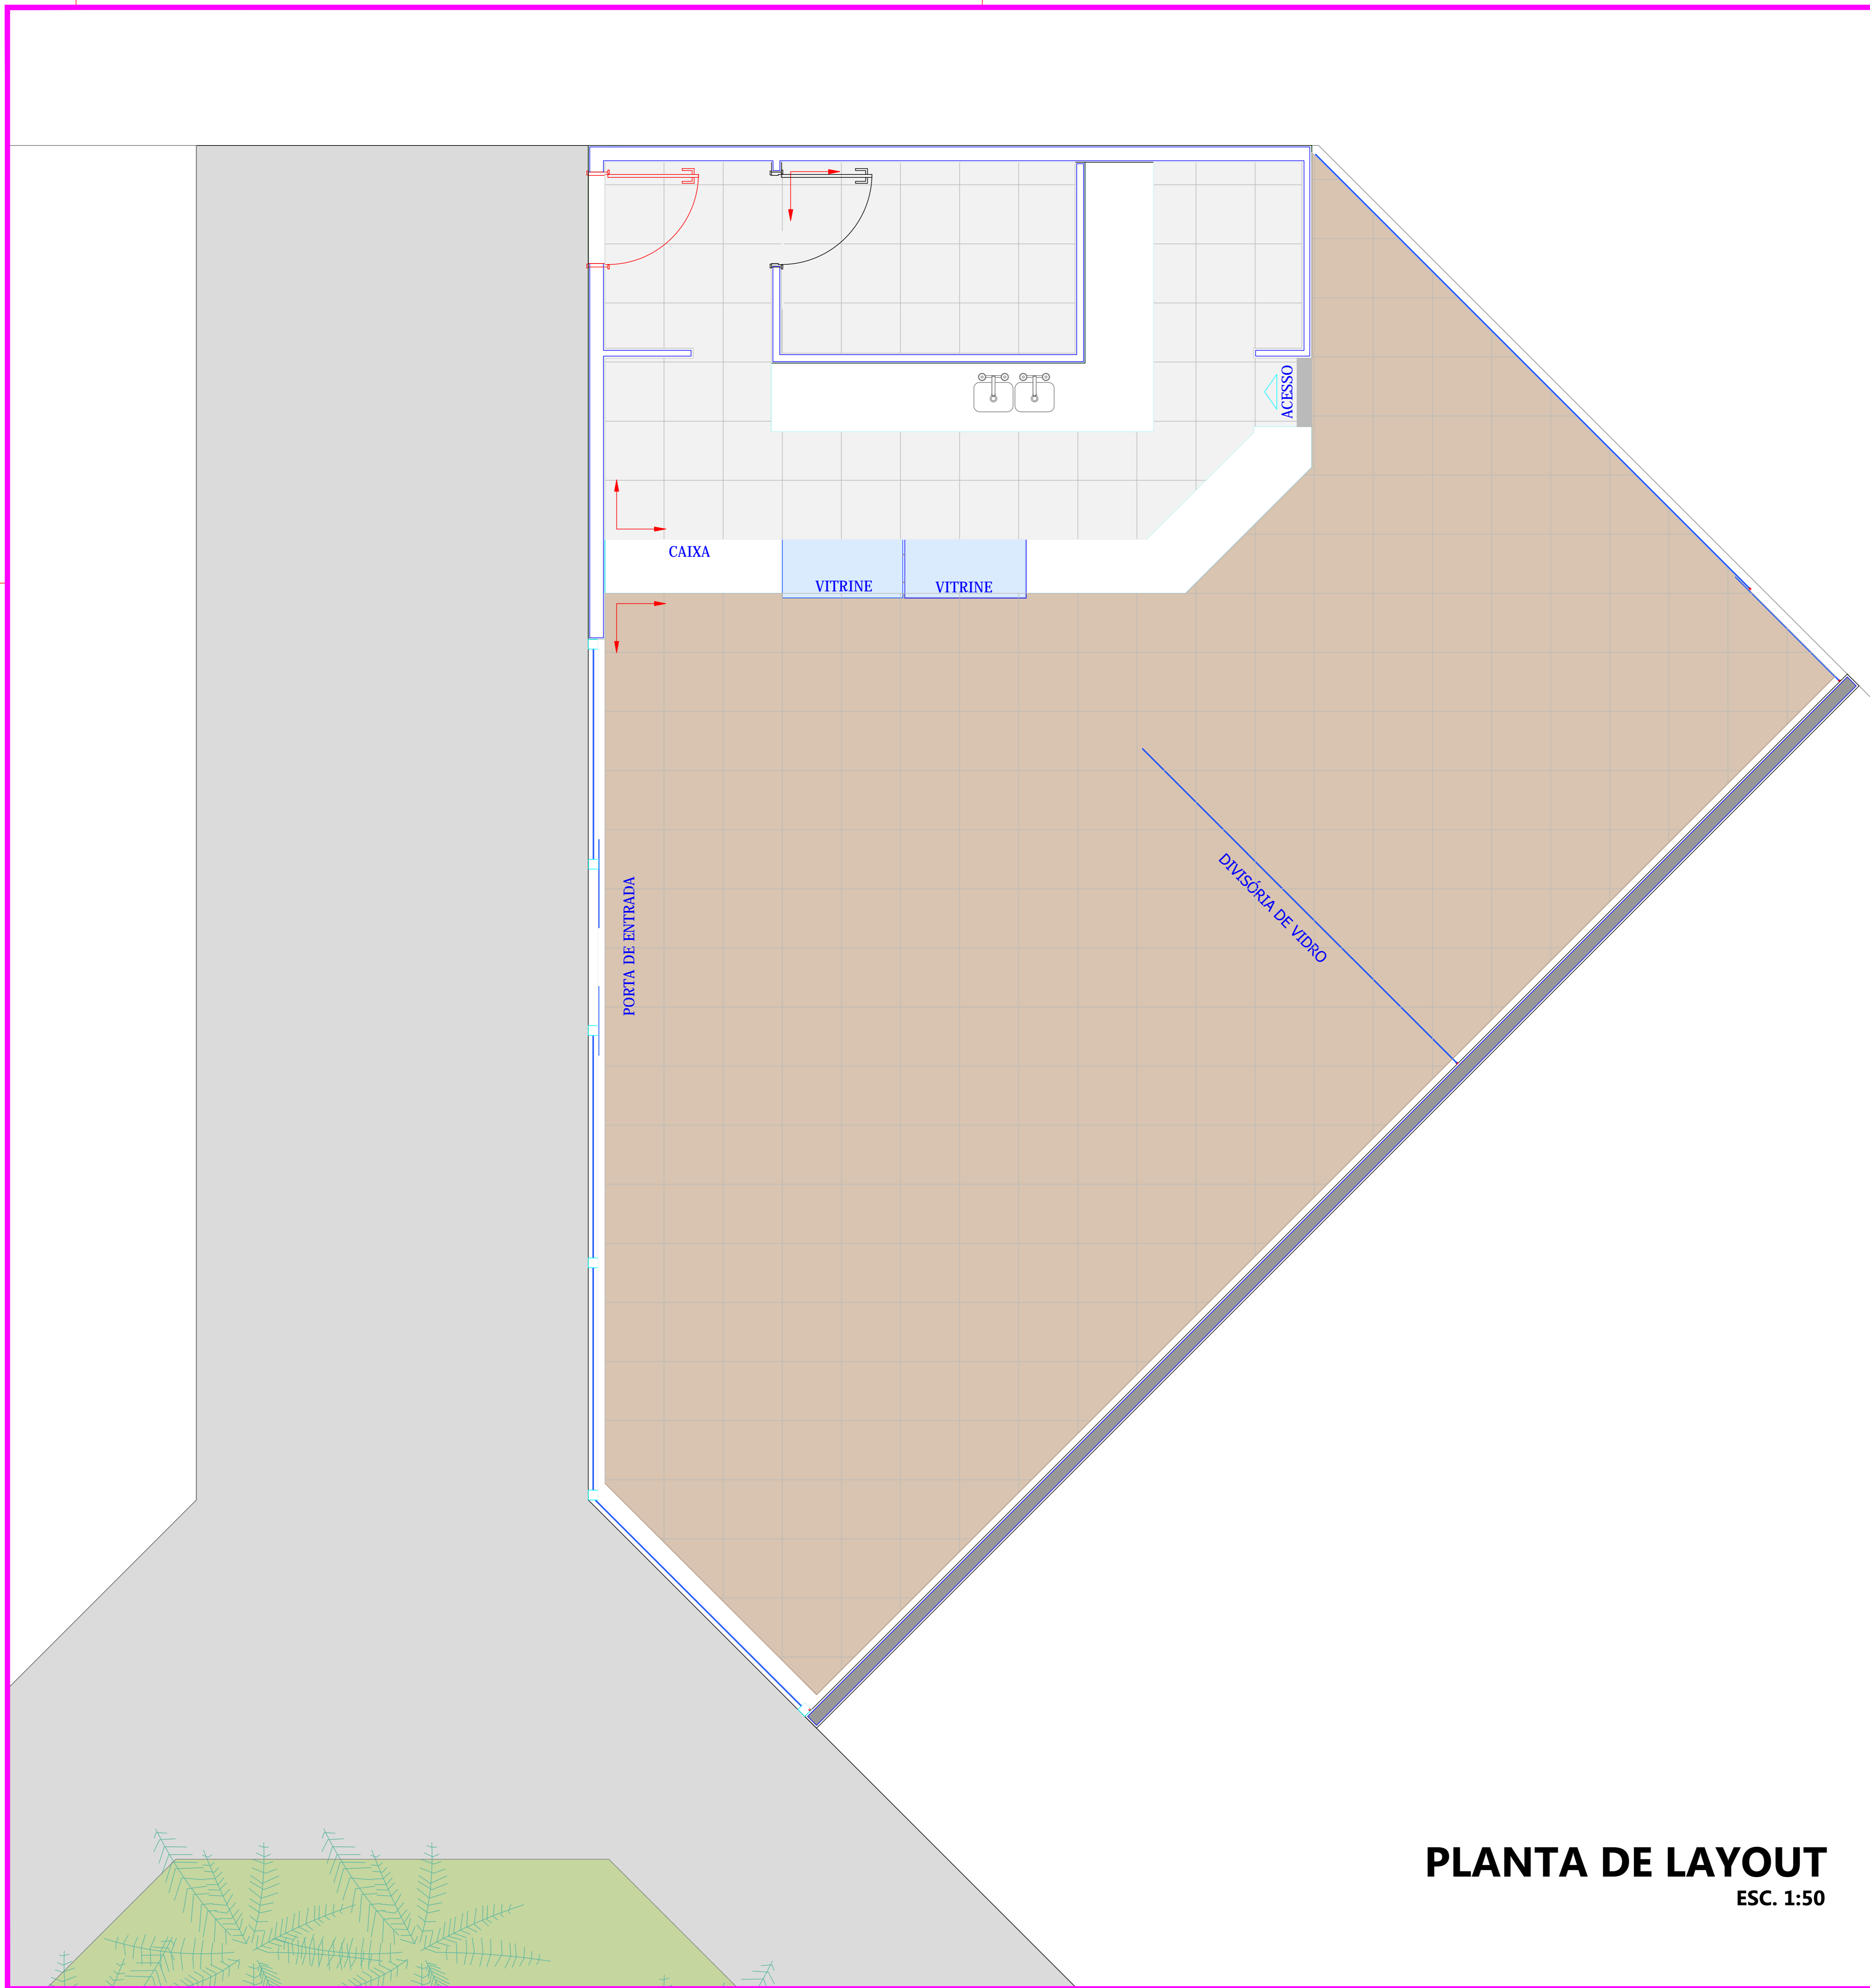 ACESSO
CAIXA
VITRINE
VITRINE
PORTA DE ENTRADA
DIVISÓRIA DE VIDRO
PLANTA DE LAYOUT
ESC. 1:50